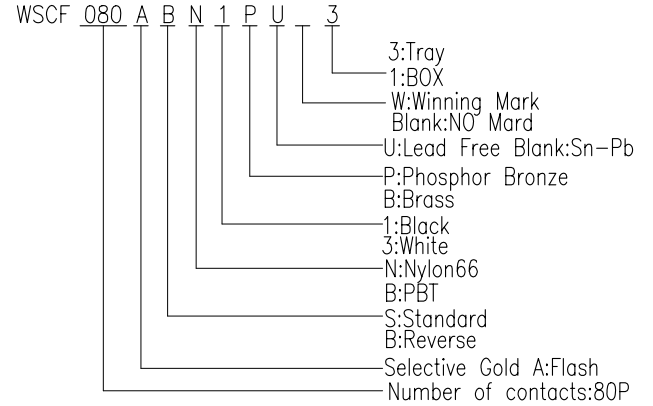 WSCF 080 A B N 1 P U 3
3:Tray
1:BOX
W:Winning Mark
Blank:NO Mard
U:Lead Free Blank:Sn-Pb
P:Phosphor Bronze
B:Brass
1:Black
3:White
N:Nylon66
B:PBT
S:Standard
B:Reverse
Selective Gold A:Flash
Number of contacts:80P